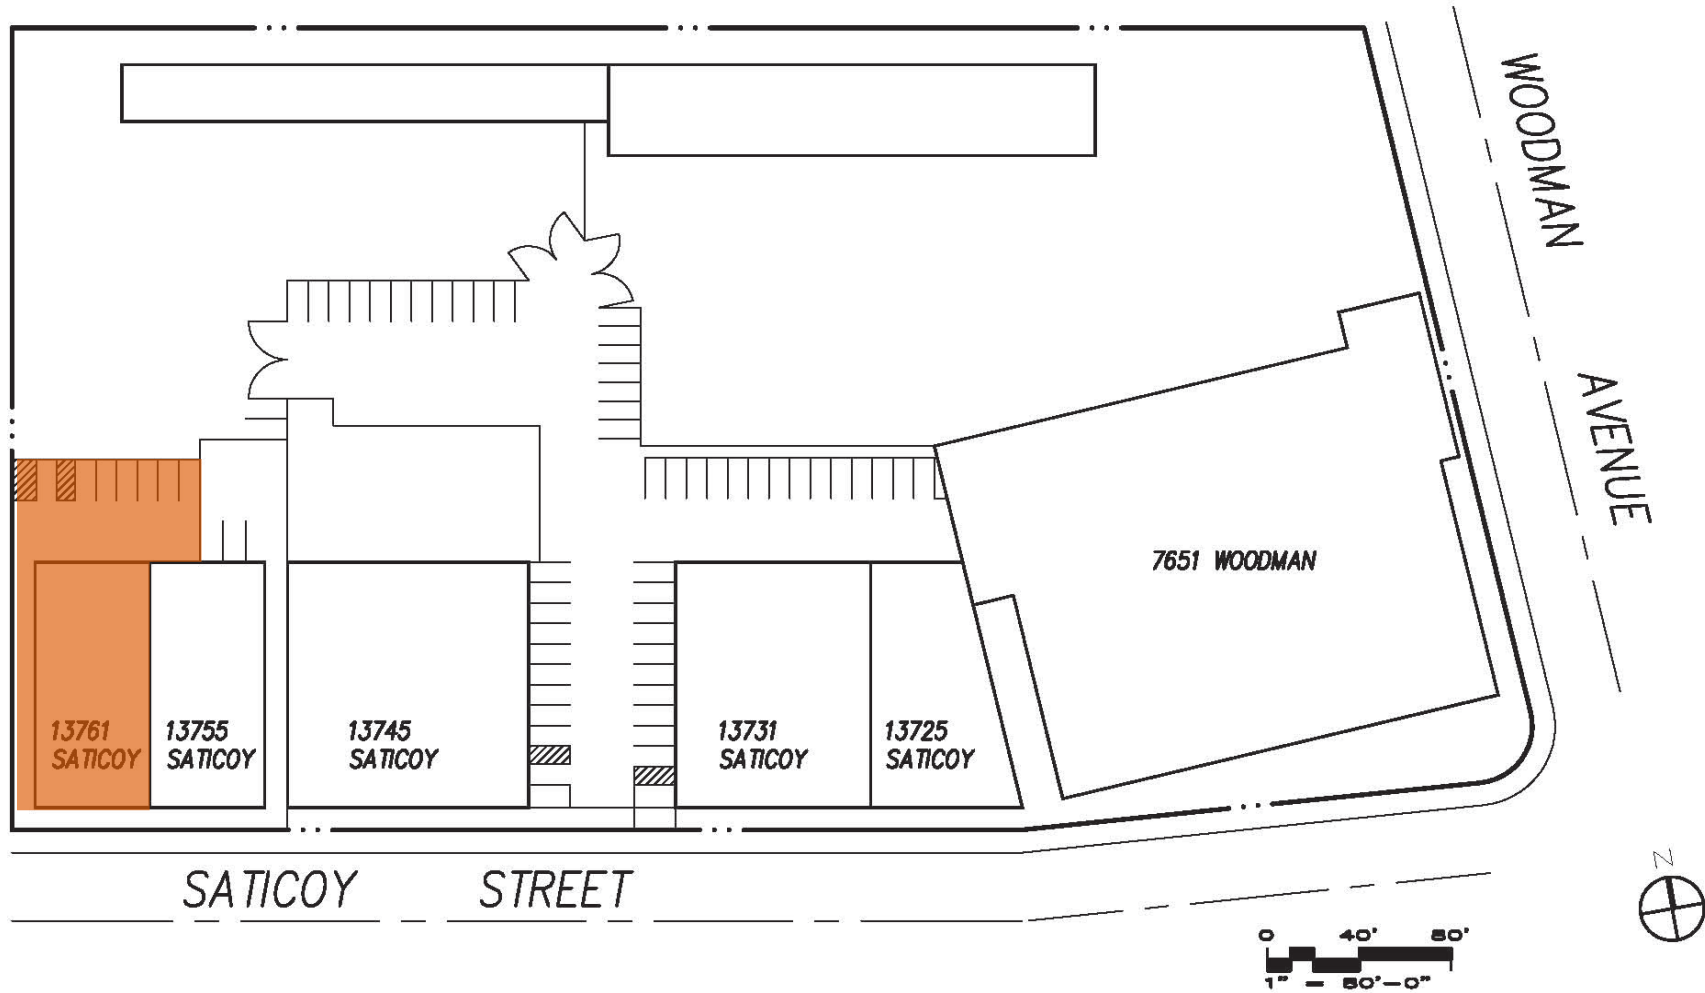 WOODMAN
AVENUE
7651 WOODMAN
13761
SATICOY
13755
SATICOY
13745
SATICOY
13731
SATICOY
13725
SATICOY
SATICOY STREET
N
0 40' 80'
1" = 80'-0"